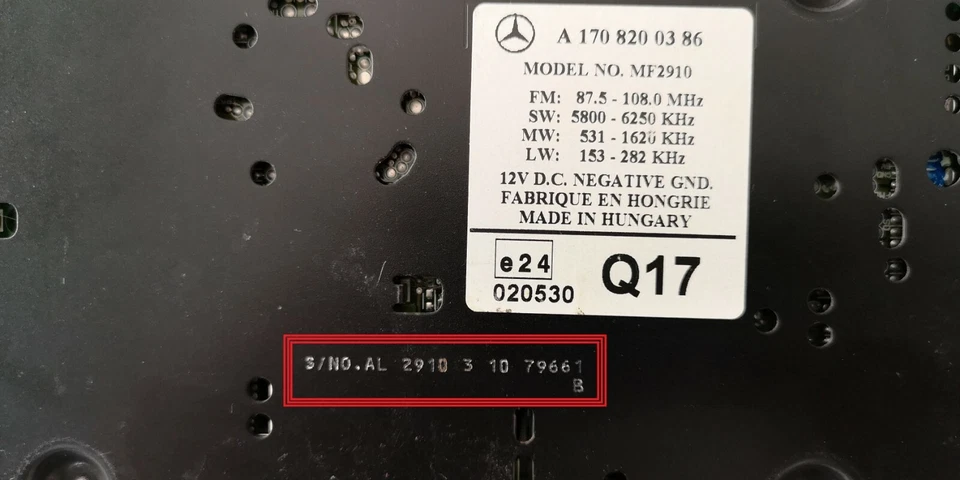 A 170 820 03 86
MODEL NO. MF2910
FM: 87.5 - 108.0 MHz
SW: 5800 - 6250 KHz
MW: 531 - 1620 KHz
LW: 153 - 282 KHz
12V D.C. NEGATIVE GND.
FABRIQUE EN HONGRIE
MADE IN HUNGARY
e24
020530
Q17
S/NO.AL 2910 3 10 79661
B